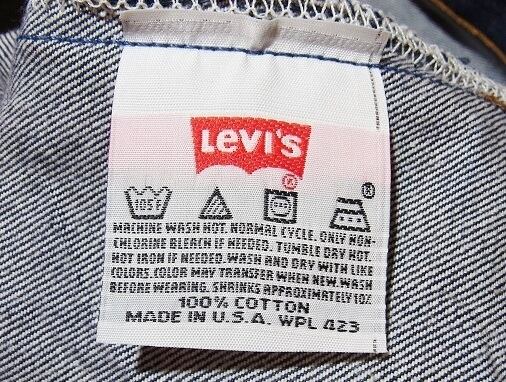 Levi's
®
105F
®
MACHINE WASH HOT. NORMAL CYCLE. ONLY NON-
CHLORINE BLEACH IF NEEDED. TUMBLE DRY HOT.
HOT IRON IF NEEDED. WASH AND DRY WITH LIKE
COLORS. COLOR MAY TRANSFER WHEN NEW. WASH
BEFORE WEARING. SHRINKS APPROXIMATELY 10%
100% COTTON
MADE IN U.S.A. WPL 423